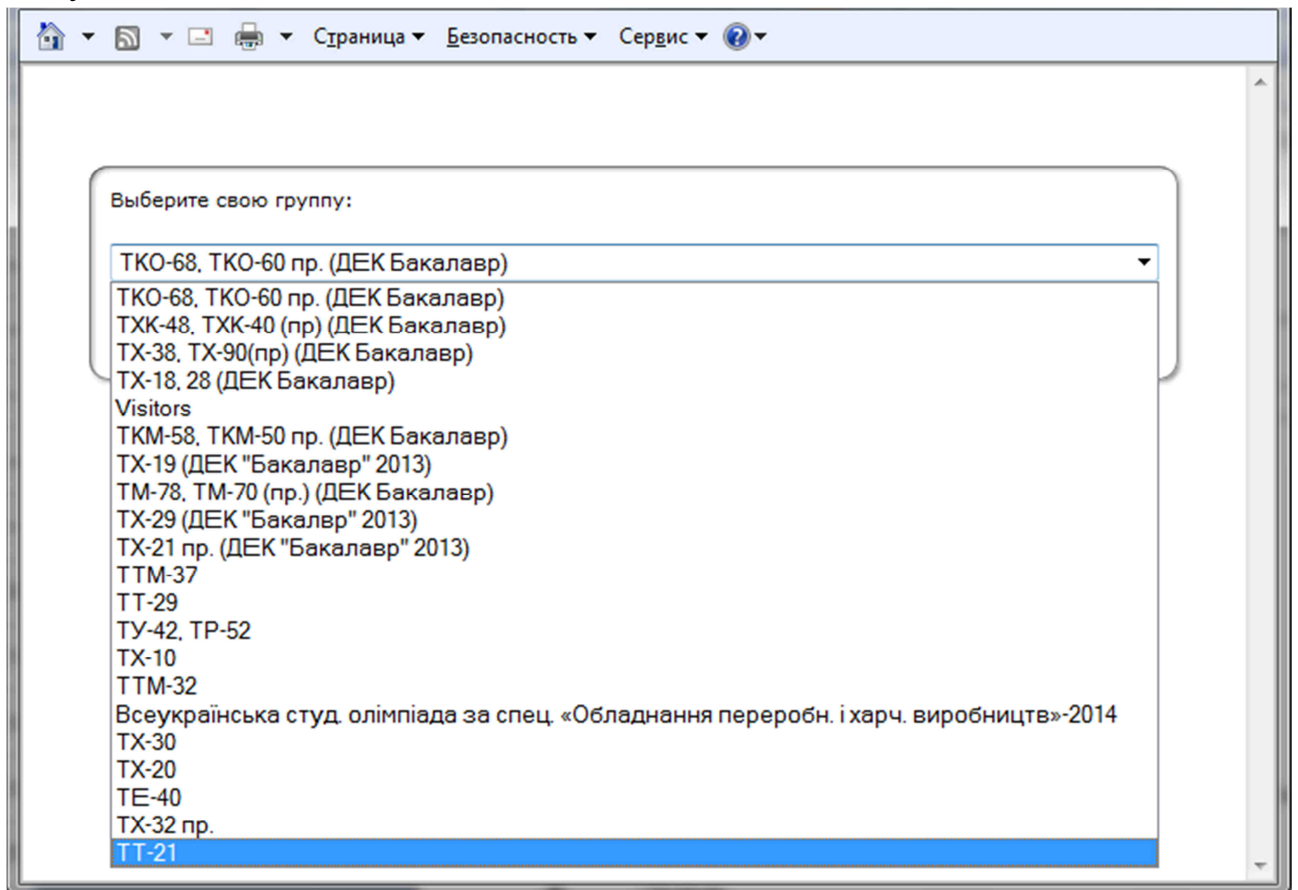 Страница Безопасность Сервис
Выберите свою группу:
ТКО-68, ТКО-60 пр. (ДЕК Бакалавр)
ТКО-68, ТКО-60 пр. (ДЕК Бакалавр)
ТХК-48, ТХК-40 (пр) (ДЕК Бакалавр)
ТХ-38, ТХ-90(пр) (ДЕК Бакалавр)
ТХ-18, 28 (ДЕК Бакалавр)
Visitors
ТКМ-58, ТКМ-50 пр. (ДЕК Бакалавр)
ТХ-19 (ДЕК "Бакалавр" 2013)
ТМ-78, ТМ-70 (пр.) (ДЕК Бакалавр)
ТХ-29 (ДЕК "Бакалвр" 2013)
ТХ-21 пр. (ДЕК "Бакалавр" 2013)
ТТМ-37
ТТ-29
ТУ-42, ТР-52
ТХ-10
ТТМ-32
Всеукраїнська студ. олімпіада за спец. «Обладнання переробн. і харч. виробництв»-2014
ТХ-30
ТХ-20
ТЕ-40
ТХ-32 пр.
ТТ-21